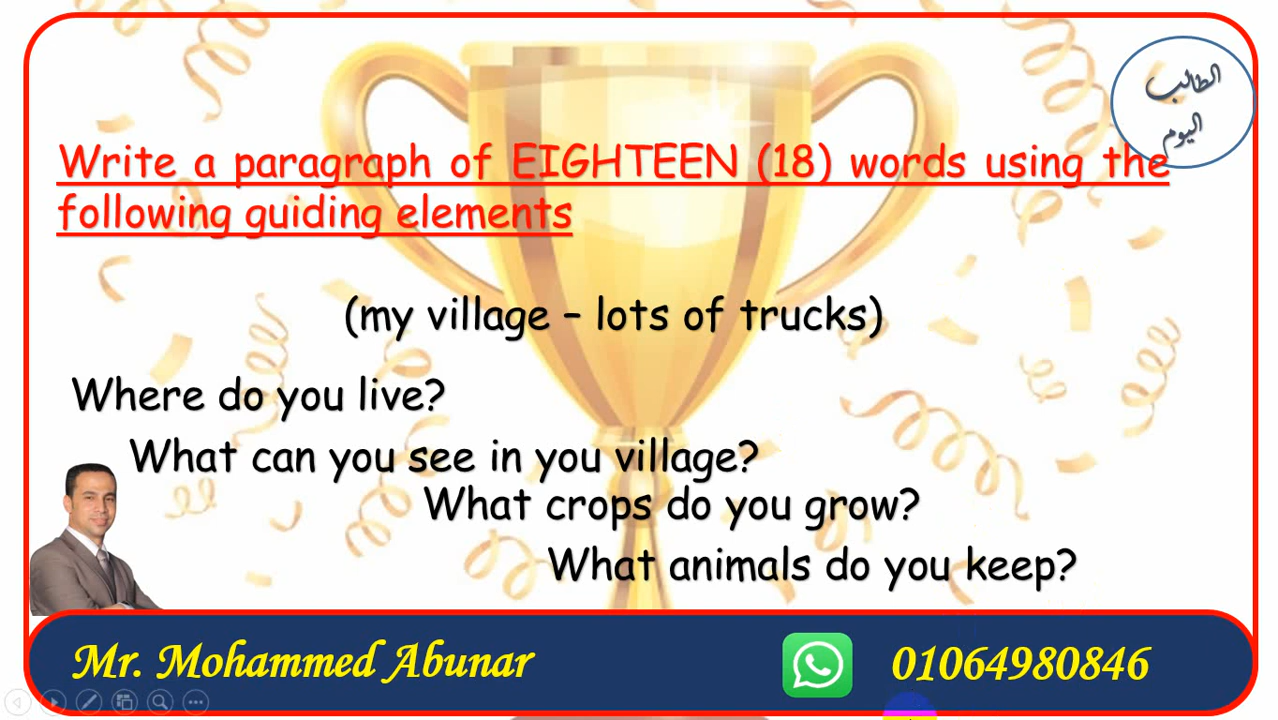 الطالب
اليوم
Write a paragraph of EIGHTEEN (18) words using the
following guiding elements
(my village – lots of trucks)
Where do you live?
What can you see in you village?
What crops do you grow?
What animals do you keep?
Mr. Mohammed Abunar
01064980846